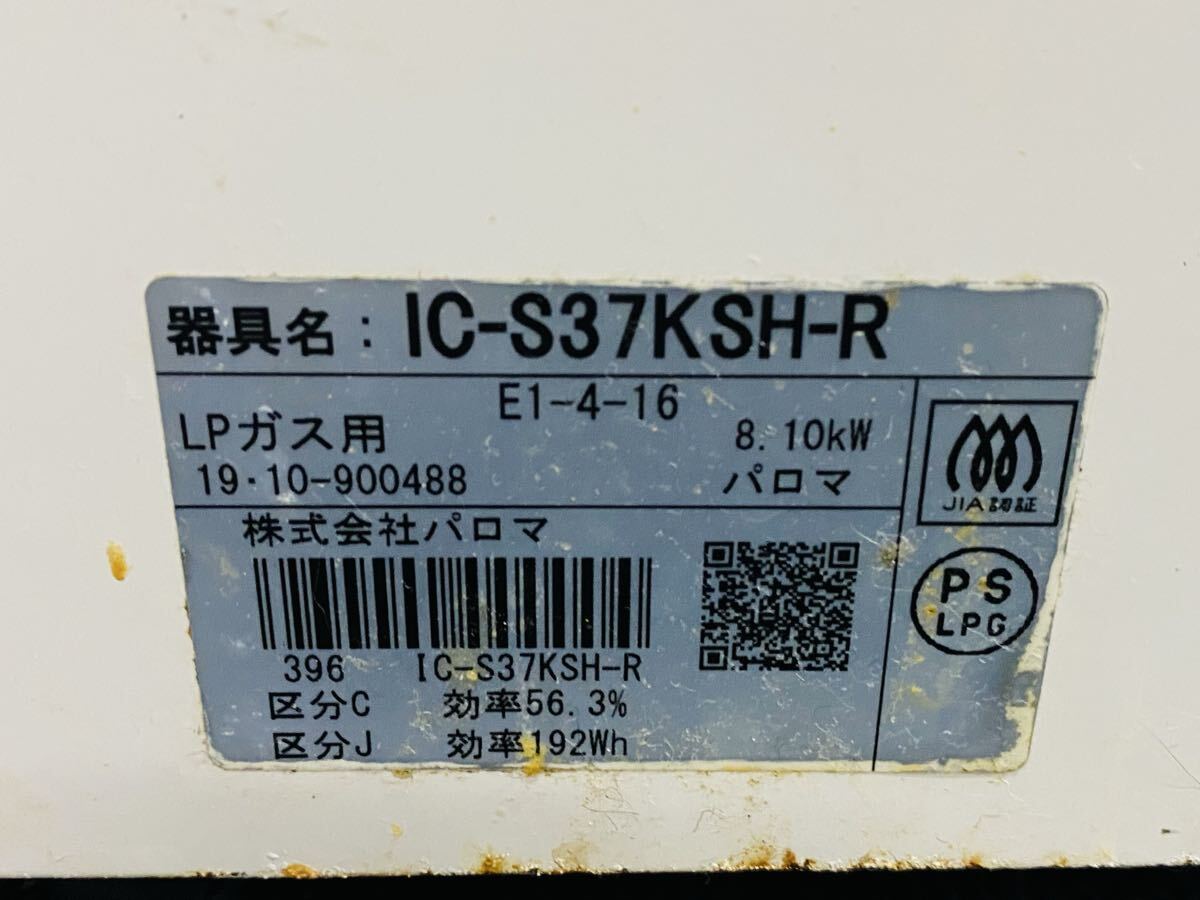 器具名：IC-S37KSH-R
E1-4-16
LPガス用 8.10kW
19・10-900488 パロマ
JIA認証
株式会社パロマ
PS
LPG
396 IC-S37KSH-R
区分C 効率56.3%
区分J 効率192Wh